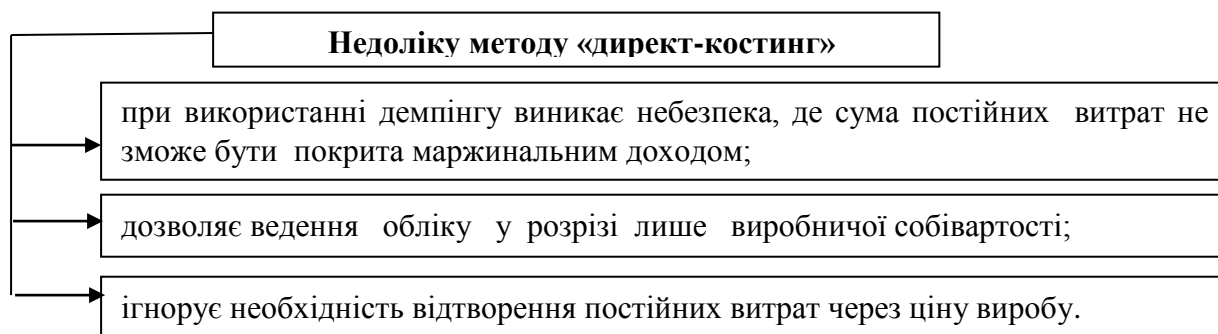 Недоліку методу «директ-костинг»
при використанні демпінгу виникає небезпека, де сума постійних витрат не
зможе бути покрита маржинальним доходом;
дозволяє ведення обліку у розрізі лише виробничої собівартості;
ігнорує необхідність відтворення постійних витрат через ціну виробу.